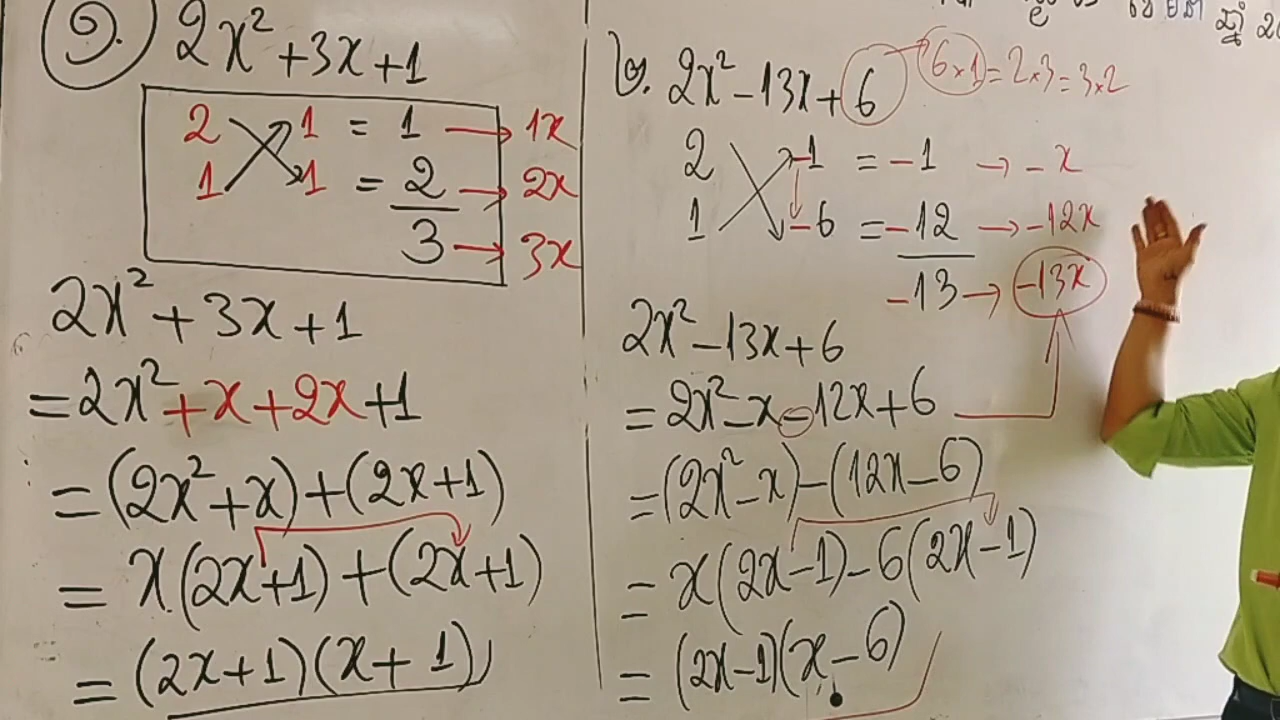 ១. 2x² + 3x + 1
2 1 = 1 → 1x
1 1 = 2 → 2x
3 → 3x
2x² + 3x + 1
= 2x² + x + 2x + 1
= (2x² + x) + (2x + 1)
= x(2x + 1) + (2x + 1)
= (2x + 1)(x + 1)
ខ. 2x² - 13x + 6 → 6×1 = 2×3 = 3×2
2 -1 = -1 → -x
1 -6 = -12 → -12x
-13 → -13x
2x² - 13x + 6
= 2x² - x - 12x + 6
= (2x² - x) - (12x - 6)
= x(2x - 1) - 6(2x - 1)
= (2x - 1)(x - 6)